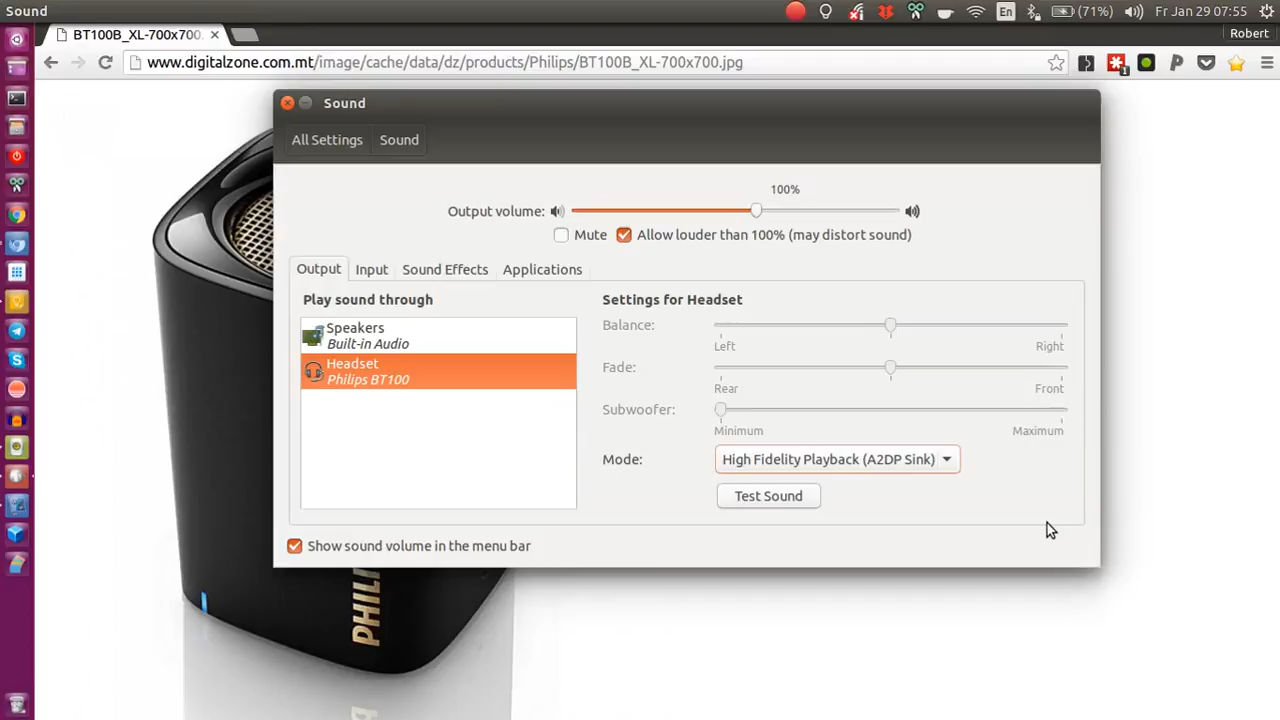 Sound
En
(71%)
Fr Jan 29 07:55
BT100B_XL-700x700.
Robert
www.digitalzone.com.mt/image/cache/data/dz/products/Philips/BT100B_XL-700x700.jpg
1
Sound
All Settings
Sound
100%
Output volume:
Mute
Allow louder than 100% (may distort sound)
Output
Input
Sound Effects
Applications
Play sound through
Settings for Headset
Speakers
Built-in Audio
Headset
Philips BT100
Balance:
Left
Right
Fade:
Rear
Front
Subwoofer:
Minimum
Maximum
Mode:
High Fidelity Playback (A2DP Sink)
Test Sound
Show sound volume in the menu bar
PHILI